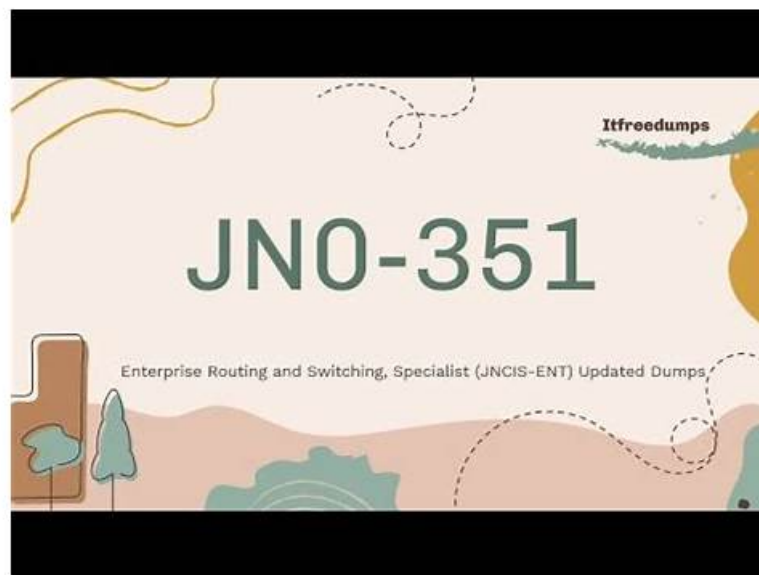 Itfreedumps
JN0-351
Enterprise Routing and Switching, Specialist (JNCIS-ENT) Updated Dumps